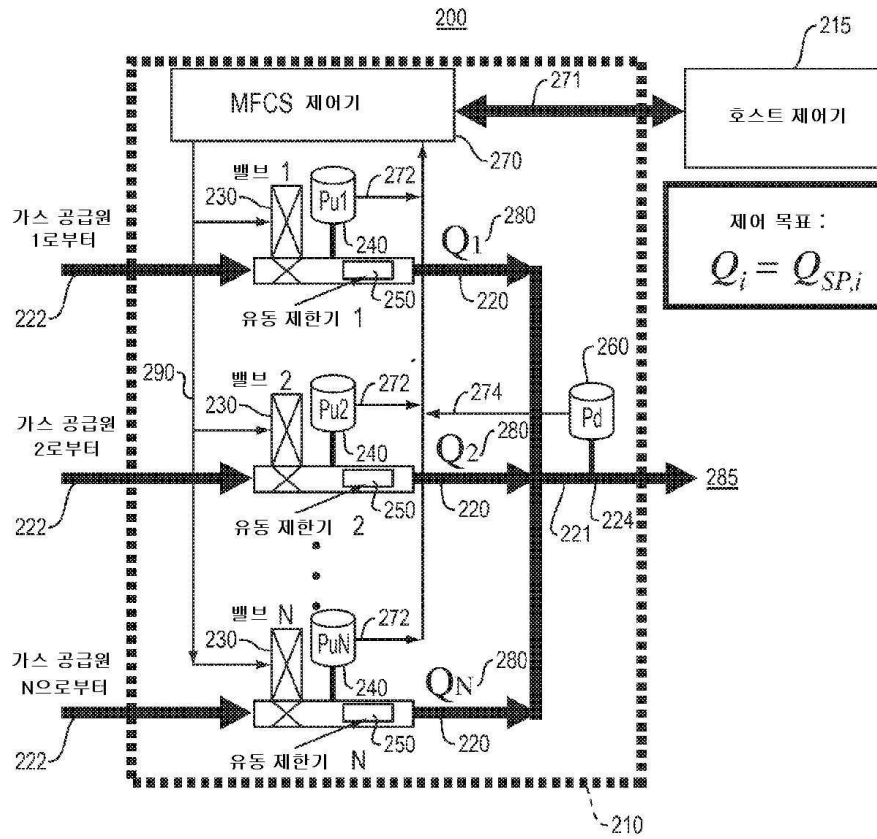 200
215
MFCS 제어기
271
호스트 제어기
270
밸브 1
230
Pu1
272
가스 공급원
1로부터
240
Q1
280
제어 목표 :
Qi = QSP,i
222
250
220
유동 제한기 1
290
밸브 2
230
Pu2
272
274
260
Pd
가스 공급원
2로부터
240
Q2
280
285
222
250
220
221
224
유동 제한기 2
밸브 N
230
PuN
272
가스 공급원
N으로부터
240
QN
280
222
250
220
유동 제한기 N
210